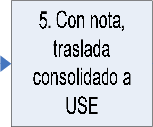 5. Con nota,
traslada
consolidado a
USE